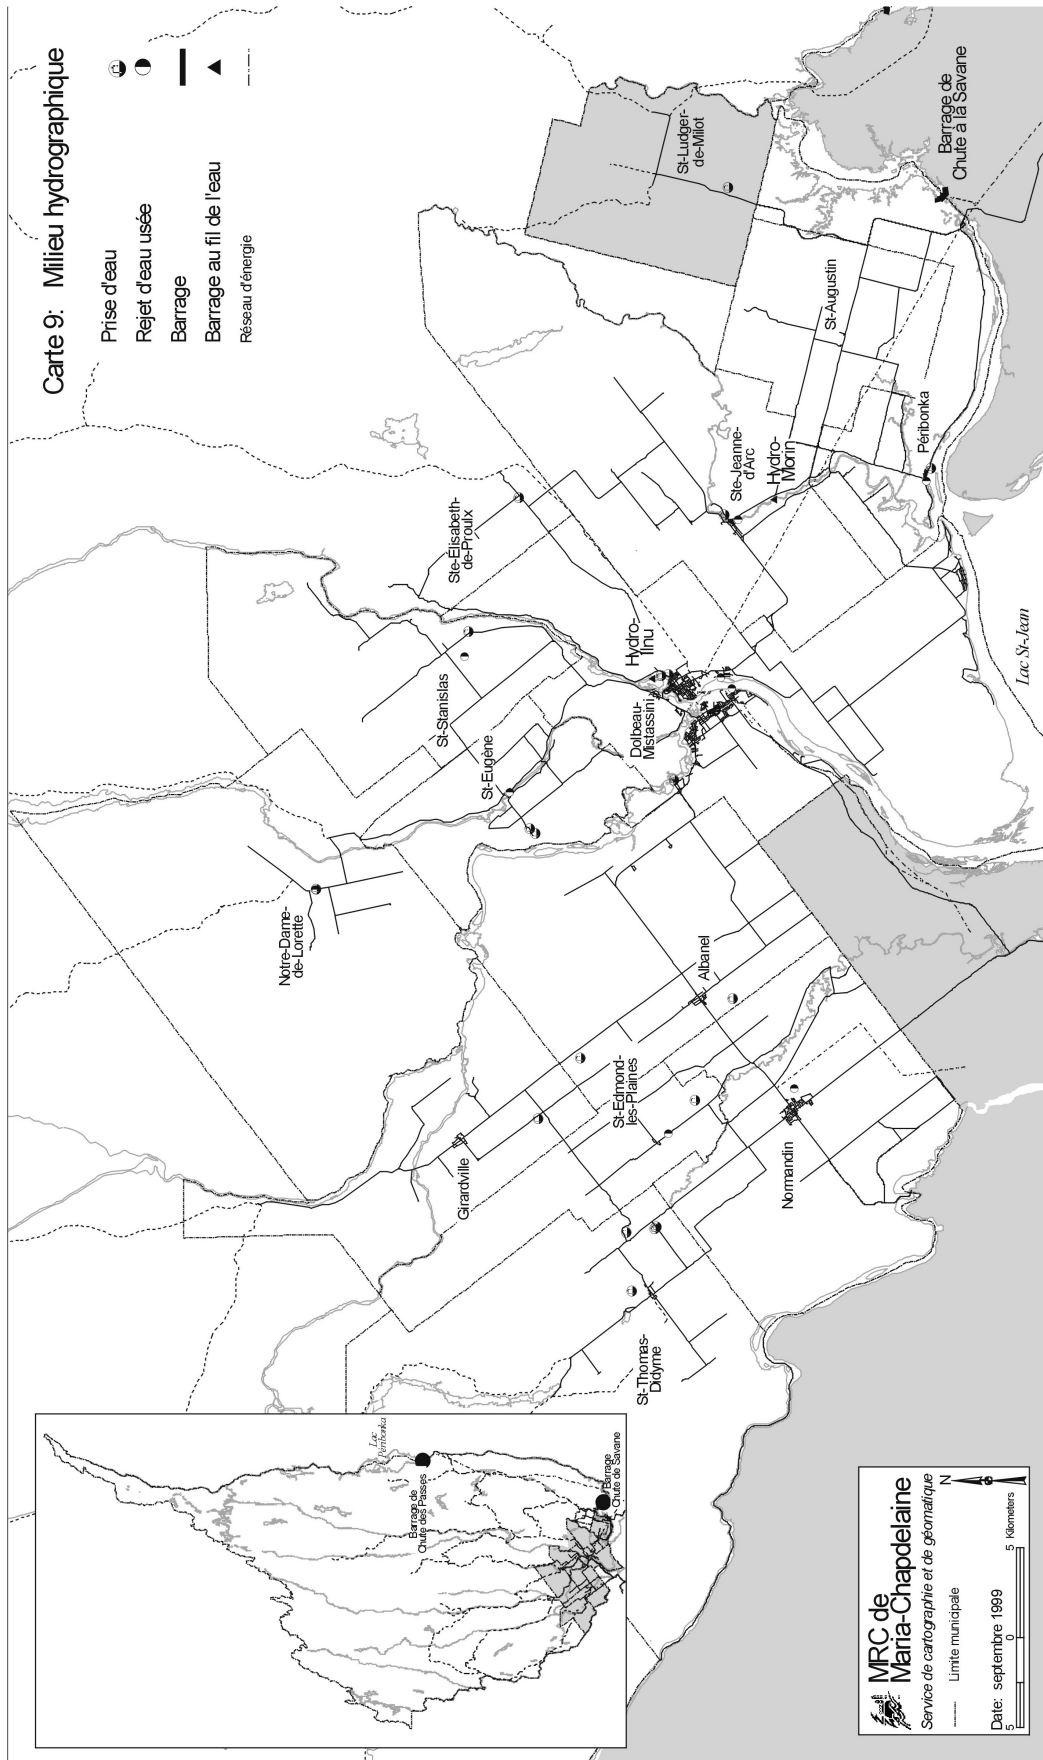 Carte 9: Milieu hydrographique
Prise d'eau
Rejet d'eau usée
Barrage
Barrage au fil de l'eau
Réseau d'énergie
St-Ludger-
de-Milot
Barrage de
Chute à la Savane
St-Augustin
Péribonka
Ste-Jeanne-
d'Arc
Hydro-
Morin
Ste-Elisabeth-
de-Proulx
Hydro-
Ilnu
St-Stanislas
Dolbeau-
Mistassini
St-Eugène
Lac St-Jean
Notre-Dame-
de-Lorette
Albanel
St-Edmond-
les-Plaines
Girardville
Normandin
St-Thomas-
Didyme
Lac
Péribonka
Barrage de
Chute des Passes
Barrage
Chute de Savane
MRC de
Maria-Chapdelaine
Service de cartographie et de géomatique
Limite municipale
N
Date: septembre 1999
5 0 5 Kilometers